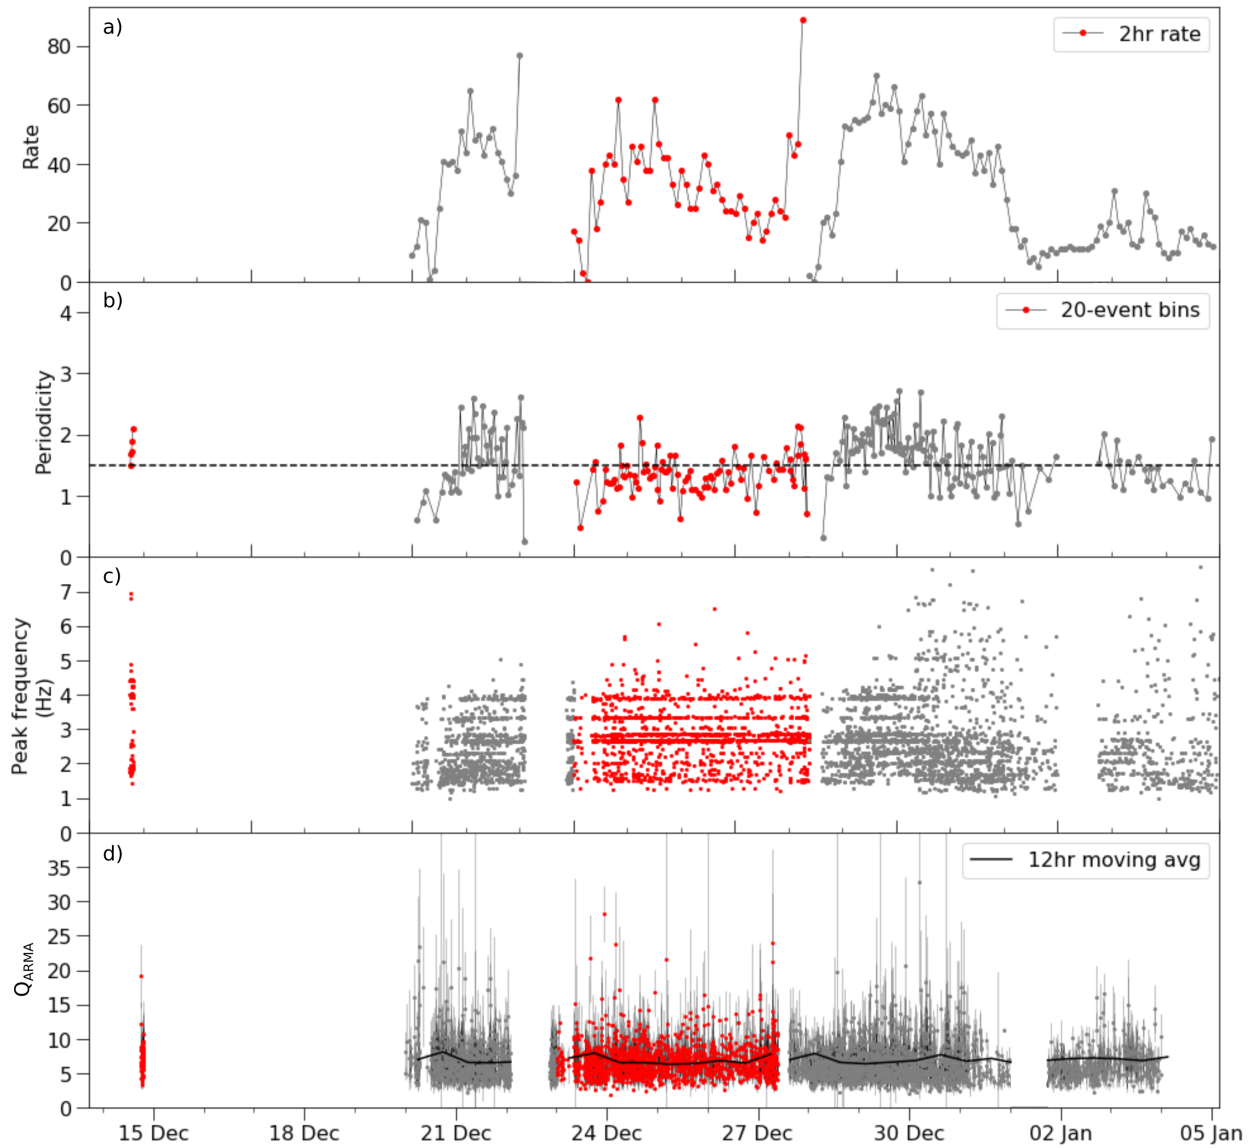 a)
2hr rate
Rate
80
60
40
20
0
b)
20-event bins
Periodicity
4
3
2
1
0
c)
Peak frequency
(Hz)
7
6
5
4
3
2
1
0
d)
12hr moving avg
QARMA
35
30
25
20
15
10
5
0
15 Dec 18 Dec 21 Dec 24 Dec 27 Dec 30 Dec 02 Jan 05 Jan